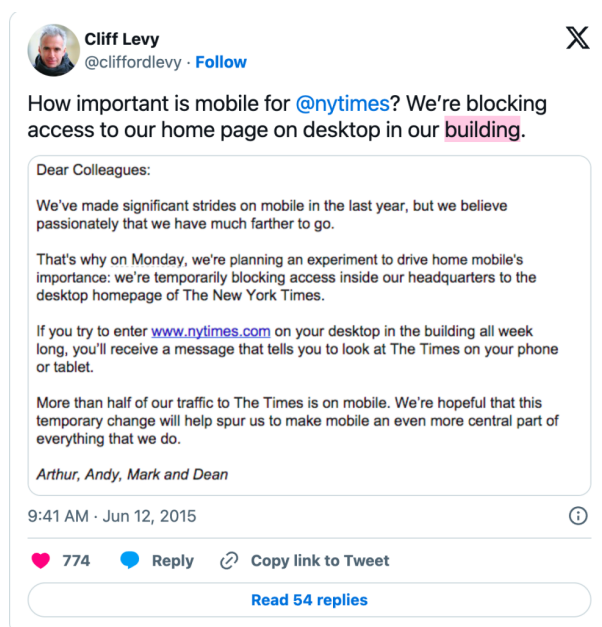 Cliff Levy
@cliffordlevy · Follow
How important is mobile for @nytimes? We’re blocking
access to our home page on desktop in our building.
Dear Colleagues:
We've made significant strides on mobile in the last year, but we believe
passionately that we have much farther to go.
That's why on Monday, we're planning an experiment to drive home mobile's
importance: we’re temporarily blocking access inside our headquarters to the
desktop homepage of The New York Times.
If you try to enter www.nytimes.com on your desktop in the building all week
long, you’ll receive a message that tells you to look at The Times on your phone
or tablet.
More than half of our traffic to The Times is on mobile. We’re hopeful that this
temporary change will help spur us to make mobile an even more central part of
everything that we do.
Arthur, Andy, Mark and Dean
9:41 AM · Jun 12, 2015
774 Reply Copy link to Tweet
Read 54 replies